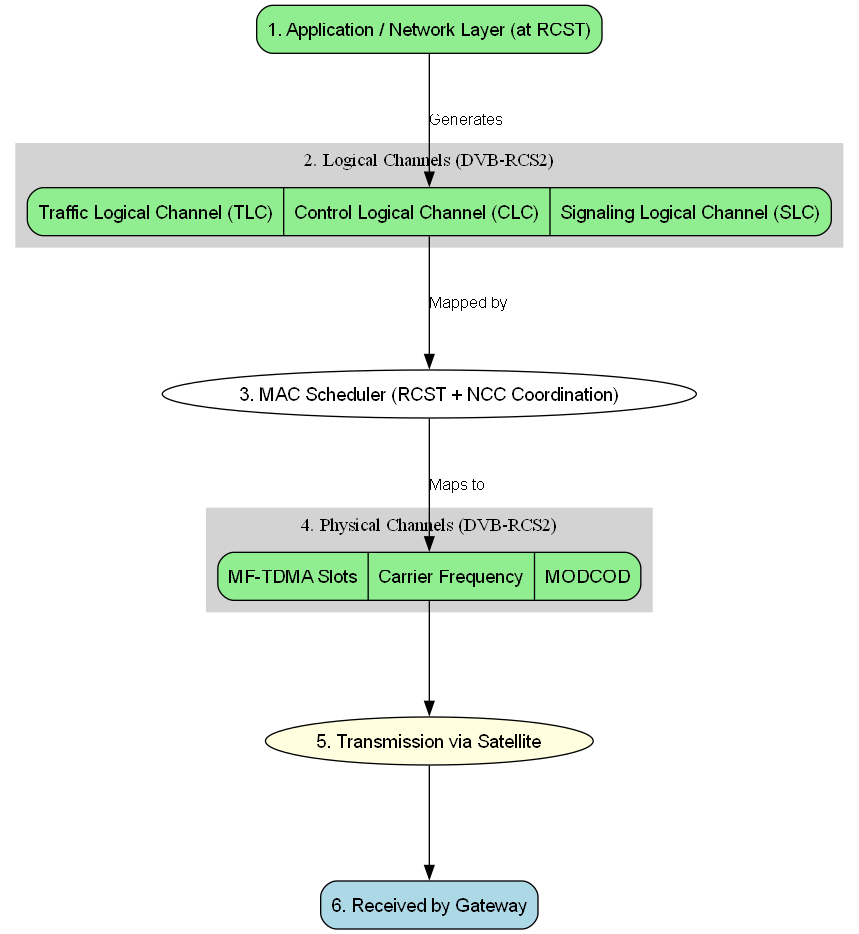 1. Application / Network Layer (at RCST)
Generates
2. Logical Channels (DVB-RCS2)
Traffic Logical Channel (TLC) Control Logical Channel (CLC) Signaling Logical Channel (SLC)
Mapped by
3. MAC Scheduler (RCST + NCC Coordination)
Maps to
4. Physical Channels (DVB-RCS2)
MF-TDMA Slots Carrier Frequency MODCOD
5. Transmission via Satellite
6. Received by Gateway